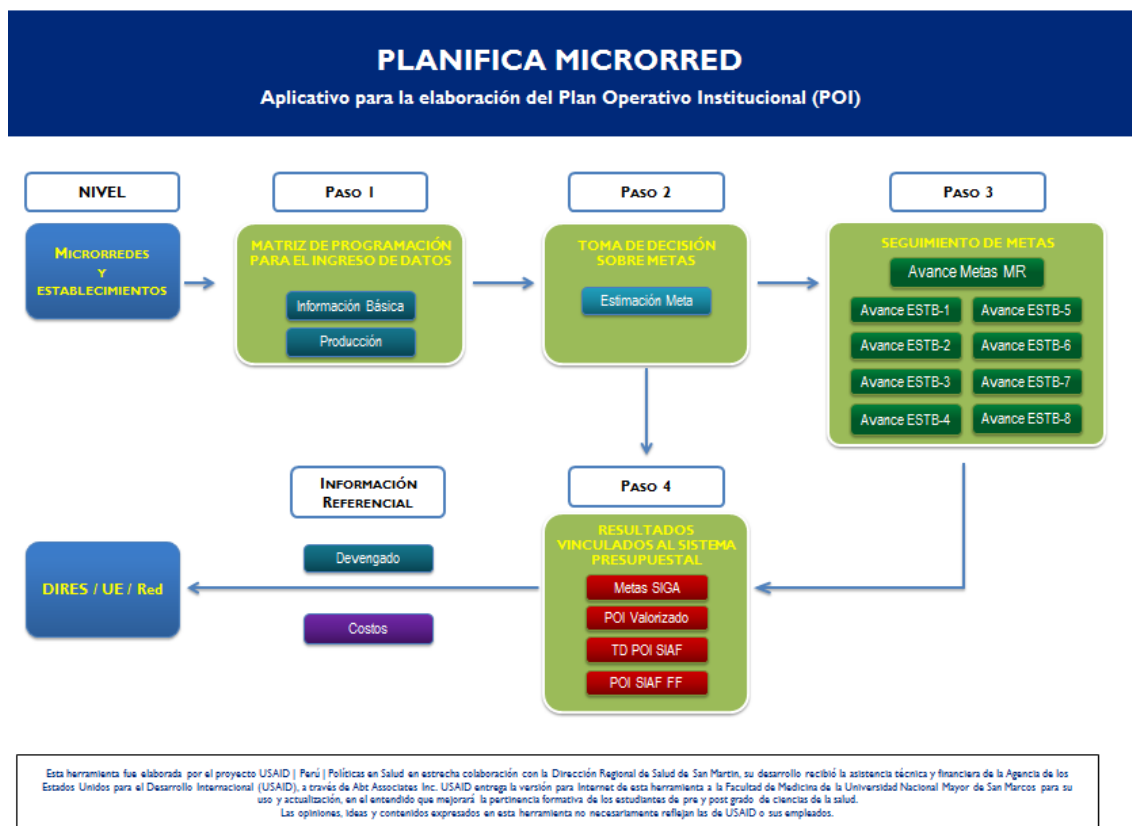 PLANIFICA MICRORRED
Aplicativo para la elaboración del Plan Operativo Institucional (POI)
NIVEL
PASO 1
PASO 2
PASO 3
MICRORREDES
Y
ESTABLECIMIENTOS
MATRIZ DE PROGRAMACIÓN
PARA EL INGRESO DE DATOS
Información Básica
Producción
TOMA DE DECISIÓN
SOBRE METAS
Estimación Meta
SEGUIMIENTO DE METAS
Avance Metas MR
Avance ESTB-1
Avance ESTB-5
Avance ESTB-2
Avance ESTB-6
Avance ESTB-3
Avance ESTB-7
Avance ESTB-4
Avance ESTB-8
INFORMACIÓN
REFERENCIAL
PASO 4
DIRES / UE / Red
Devengado
Costos
RESULTADOS
VINCULADOS AL SISTEMA
PRESUPUESTAL
Metas SIGA
POI Valorizado
TD POI SIAF
POI SIAF FF
Esta herramienta fue elaborada por el proyecto USAID | Perú | Políticas en Salud en estrecha colaboración con la Dirección Regional de Salud de San Martin, su desarrollo recibió la asistencia técnica y financiera de la Agencia de los
Estados Unidos para el Desarrollo Internacional (USAID), a través de Abt Associates Inc. USAID entrega la versión para Internet de esta herramienta a la Facultad de Medicina de la Universidad Nacional Mayor de San Marcos para su
uso y actualización, en el entendido que mejorará la pertinencia formativa de los estudiantes de pre y post grado de ciencias de la salud.
Las opiniones, ideas y contenidos expresados en esta herramienta no necesariamente reflejan las de USAID o sus empleados.